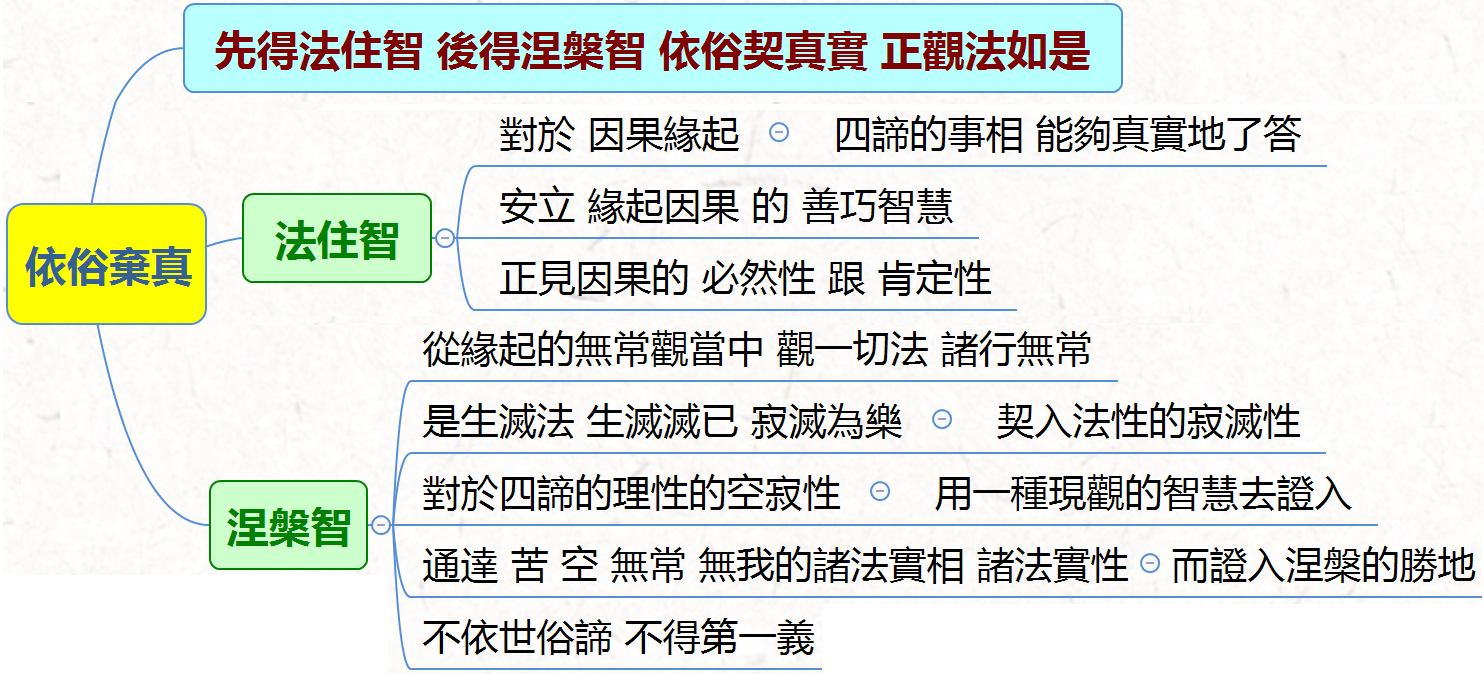 先得法住智 後得涅槃智 依俗契真實 正觀法如是
依俗棄真
法住智
對於 因果緣起 四諦的事相 能夠真實地了答
安立 緣起因果 的 善巧智慧
正見因果的 必然性 跟 肯定性
涅槃智
從緣起的無常觀當中 觀一切法 諸行無常
是生滅法 生滅滅已 寂滅為樂 契入法性的寂滅性
對於四諦的理性的空寂性 用一種現觀的智慧去證入
通達 苦 空 無常 無我的諸法實相 諸法實性 而證入涅槃的勝地
不依世俗諦 不得第一義